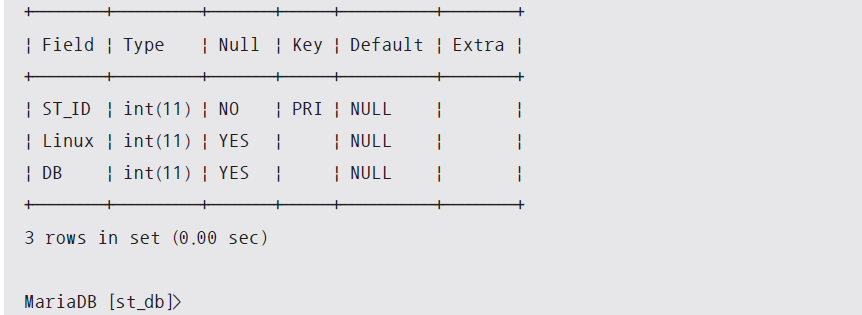 +-------+---------+------+-----+---------+-------+
| Field | Type    | Null | Key | Default | Extra |
+-------+---------+------+-----+---------+-------+
| ST_ID | int(11) | NO   | PRI | NULL    |       |
| Linux | int(11) | YES  |     | NULL    |       |
| DB    | int(11) | YES  |     | NULL    |       |
+-------+---------+------+-----+---------+-------+
3 rows in set (0.00 sec)
MariaDB [st_db]>